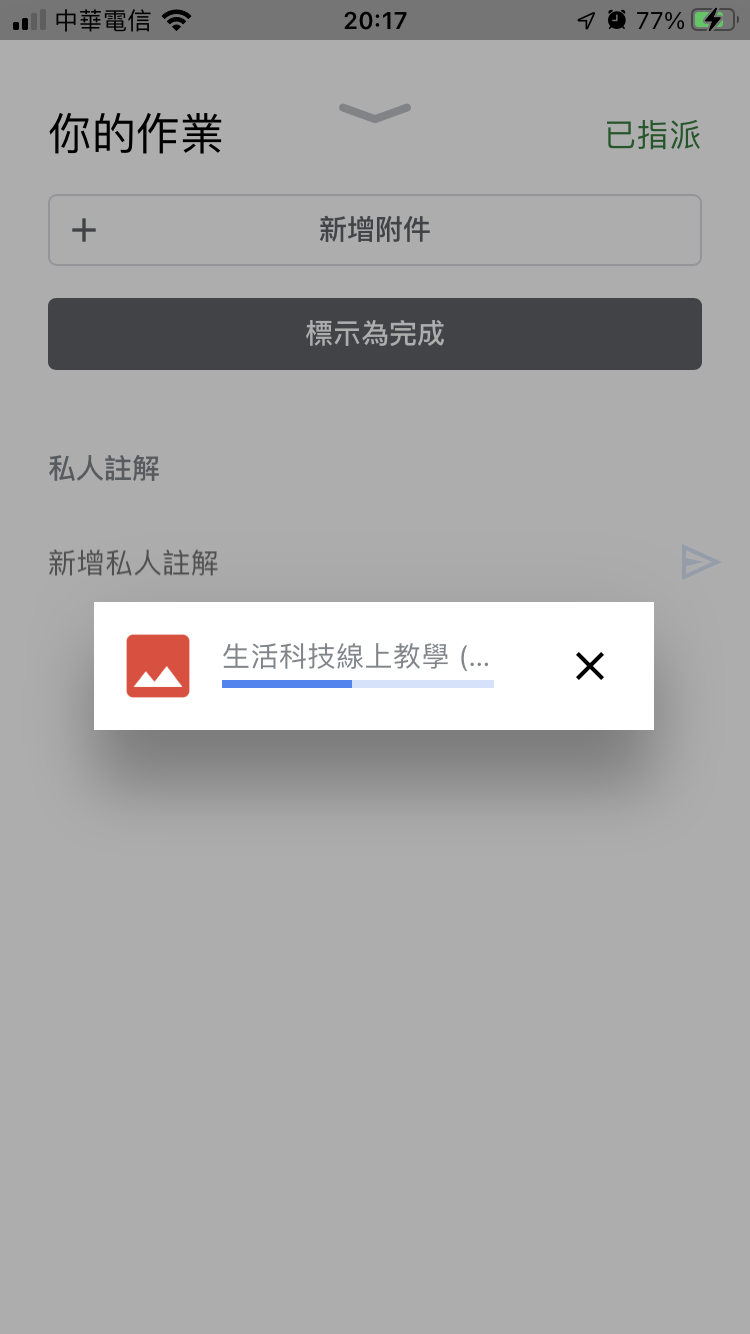 中華電信 20:17 77%
你的作業 已指派
新增附件
標示為完成
私人註解
新增私人註解
生活科技線上教學 (...